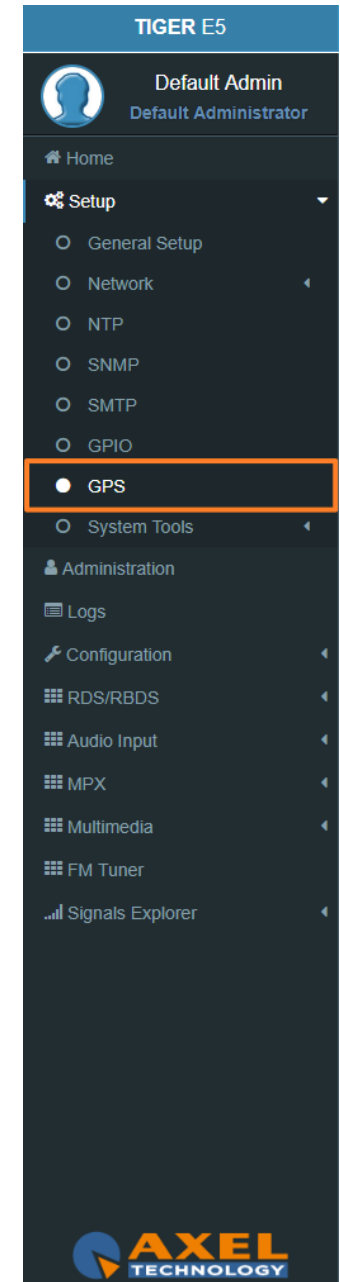 TIGER E5
Default Admin
Default Administrator
Home
Setup
General Setup
Network
NTP
SNMP
SMTP
GPIO
GPS
System Tools
Administration
Logs
Configuration
RDS/RBDS
Audio Input
MPX
Multimedia
FM Tuner
Signals Explorer
AXEL
TECHNOLOGY